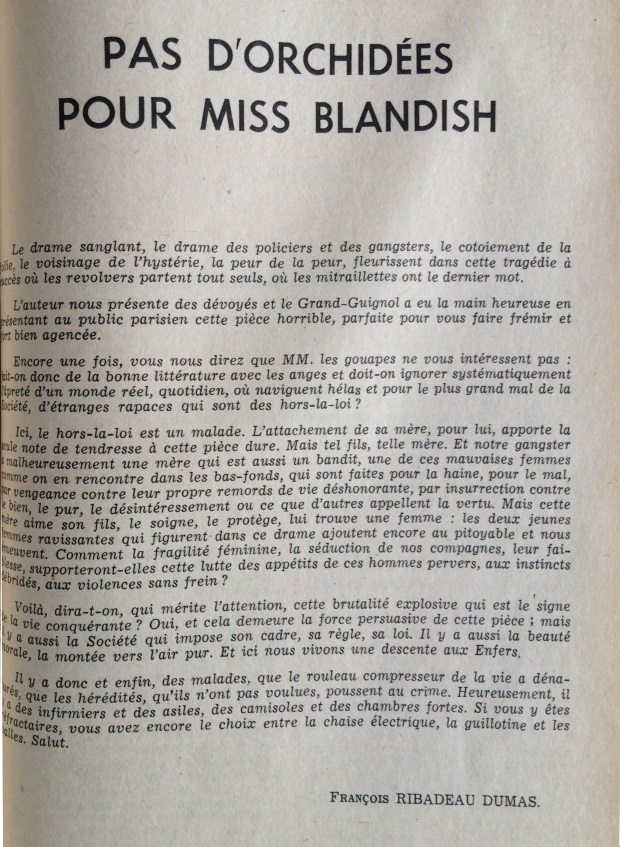 PAS D'ORCHIDÉES
POUR MISS BLANDISH
Le drame sanglant, le drame des policiers et des gangsters, le cotoiement de la
folie, le voisinage de l'hystérie, la peur de la peur, fleurissent dans cette tragédie à
succès où les revolvers partent tout seuls, où les mitraillettes ont le dernier mot.
L'auteur nous présente des dévoyés et le Grand-Guignol a eu la main heureuse en
présentant au public parisien cette pièce horrible, parfaite pour vous faire frémir et
fort bien agencée.
Encore une fois, vous nous direz que MM. les gouapes ne vous intéressent pas :
fait-on donc de la bonne littérature avec les anges et doit-on ignorer systématiquement
l'âpreté d'un monde réel, quotidien, où naviguent hélas et pour le plus grand mal de la
Société, d'étranges rapaces qui sont des hors-la-loi ?
Ici, le hors-la-loi est un malade. L'attachement de sa mère, pour lui, apporte la
seule note de tendresse à cette pièce dure. Mais tel fils, telle mère. Et notre gangster
a malheureusement une mère qui est aussi un bandit, une de ces mauvaises femmes
comme on en rencontre dans les bas-fonds, qui sont faites pour la haine, pour le mal,
par vengeance contre leur propre remords de vie déshonorante, par insurrection contre
le bien, le pur, le désintéressement ou ce que d'autres appellent la vertu. Mais cette
mère aime son fils, le soigne, le protège, lui trouve une femme : les deux jeunes
femmes ravissantes qui figurent dans ce drame ajoutent encore au pitoyable et nous
émeuvent. Comment la fragilité féminine, la séduction de nos compagnes, leur fai-
blesse, supporteront-elles cette lutte des appétits de ces hommes pervers, aux instincts
débridés, aux violences sans frein ?
Voilà, dira-t-on, qui mérite l'attention, cette brutalité explosive qui est le signe
de la vie conquérante ? Oui, et cela demeure la force persuasive de cette pièce ; mais
il y a aussi la Société qui impose son cadre, sa règle, sa loi. Il y a aussi la beauté
morale, la montée vers l'air pur. Et ici nous vivons une descente aux Enfers.
Il y a donc et enfin, des malades, que le rouleau compresseur de la vie a déna-
turés, que les hérédités, qu'ils n'ont pas voulues, poussent au crime. Heureusement, il
y a des infirmiers et des asiles, des camisoles et des chambres fortes. Si vous y êtes
réfractaires, vous avez encore le choix entre la chaise électrique, la guillotine et les
balles. Salut.
François RIBADEAU DUMAS.